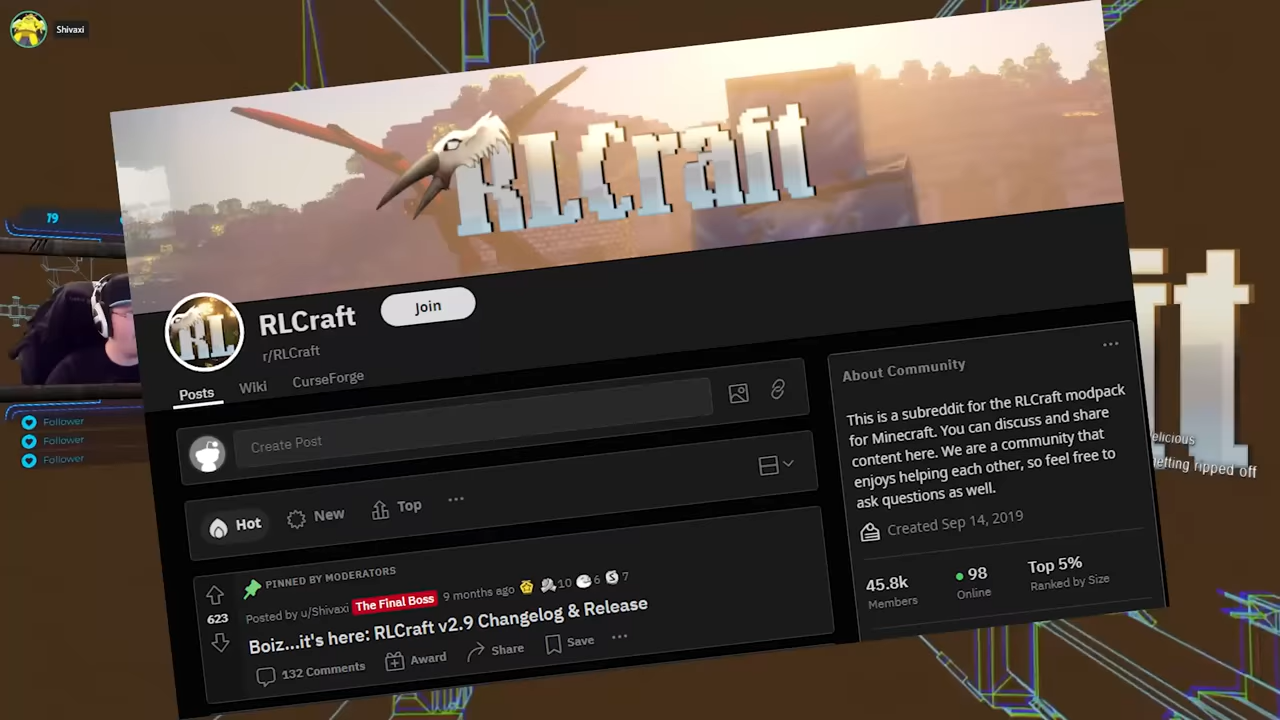 Shivaxi
RLCraft
79
RLCraft
Join
r/RLCraft
Posts
Wiki
CurseForge
Create Post
Hot
New
Top
PINNED BY MODERATORS
623
Posted by u/Shivaxi The Final Boss 9 months ago 10 6 7
Boiz...it's here: RLCraft v2.9 Changelog & Release
132 Comments
Award
Share
Save
About Community
This is a subreddit for the RLCraft modpack
for Minecraft. You can discuss and share
content here. We are a community that
enjoys helping each other, so feel free to
ask questions as well.
Created Sep 14, 2019
45.8k
Members
98
Online
Top 5%
Ranked by Size
Follower
Follower
Follower
ripped off